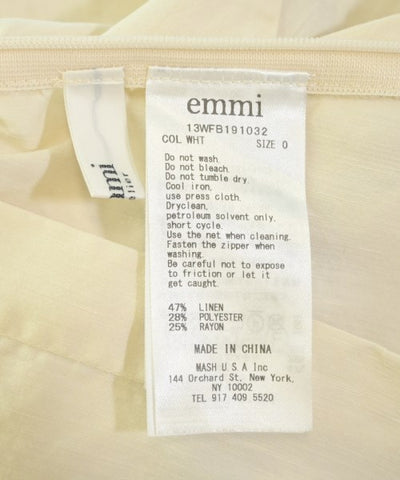 emmi
13WFB191032
COL WHT SIZE 0
Do not wash.
Do not bleach.
Do not tumble dry.
Cool iron,
use press cloth.
Dryclean,
petroleum solvent only,
short cycle.
Use the net when cleaning.
Fasten the zipper when
washing.
Be careful not to expose
to friction or let it
get caught.
47% LINEN
28% POLYESTER
25% RAYON
MADE IN CHINA
MASH U.S.A Inc
144 Orchard St, New York,
NY 10002
TEL 917 409 5520